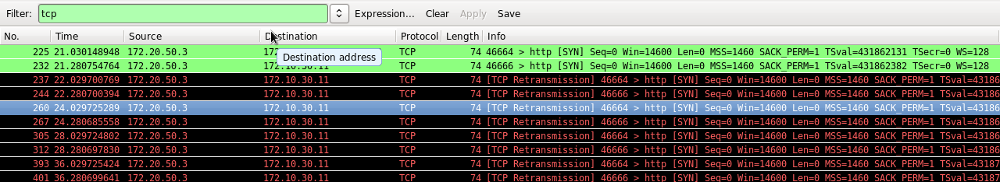 Filter: tcp Expression... Clear Apply Save
No. Time Source Destination Protocol Length Info
225 21.030148948 172.20.50.3 172. TCP 74 46664 > http [SYN] Seq=0 Win=14600 Len=0 MSS=1460 SACK_PERM=1 TSval=431862131 TSecr=0 WS=128
Destination address
232 21.280754764 172.20.50.3 172.10.30.11 TCP 74 46666 > http [SYN] Seq=0 Win=14600 Len=0 MSS=1460 SACK_PERM=1 TSval=431862382 TSecr=0 WS=128
237 22.029700769 172.20.50.3 172.10.30.11 TCP 74 [TCP Retransmission] 46664 > http [SYN] Seq=0 Win=14600 Len=0 MSS=1460 SACK_PERM=1 TSval=43186
244 22.280700394 172.20.50.3 172.10.30.11 TCP 74 [TCP Retransmission] 46666 > http [SYN] Seq=0 Win=14600 Len=0 MSS=1460 SACK_PERM=1 TSval=43186
260 24.029725289 172.20.50.3 172.10.30.11 TCP 74 [TCP Retransmission] 46664 > http [SYN] Seq=0 Win=14600 Len=0 MSS=1460 SACK_PERM=1 TSval=43186
267 24.280685558 172.20.50.3 172.10.30.11 TCP 74 [TCP Retransmission] 46666 > http [SYN] Seq=0 Win=14600 Len=0 MSS=1460 SACK_PERM=1 TSval=43186
305 28.029724802 172.20.50.3 172.10.30.11 TCP 74 [TCP Retransmission] 46664 > http [SYN] Seq=0 Win=14600 Len=0 MSS=1460 SACK_PERM=1 TSval=43186
312 28.280697830 172.20.50.3 172.10.30.11 TCP 74 [TCP Retransmission] 46666 > http [SYN] Seq=0 Win=14600 Len=0 MSS=1460 SACK_PERM=1 TSval=43186
393 36.029725424 172.20.50.3 172.10.30.11 TCP 74 [TCP Retransmission] 46664 > http [SYN] Seq=0 Win=14600 Len=0 MSS=1460 SACK_PERM=1 TSval=43187
401 36.280699641 172.20.50.3 172.10.30.11 TCP 74 [TCP Retransmission] 46666 > http [SYN] Seq=0 Win=14600 Len=0 MSS=1460 SACK_PERM=1 TSval=43187